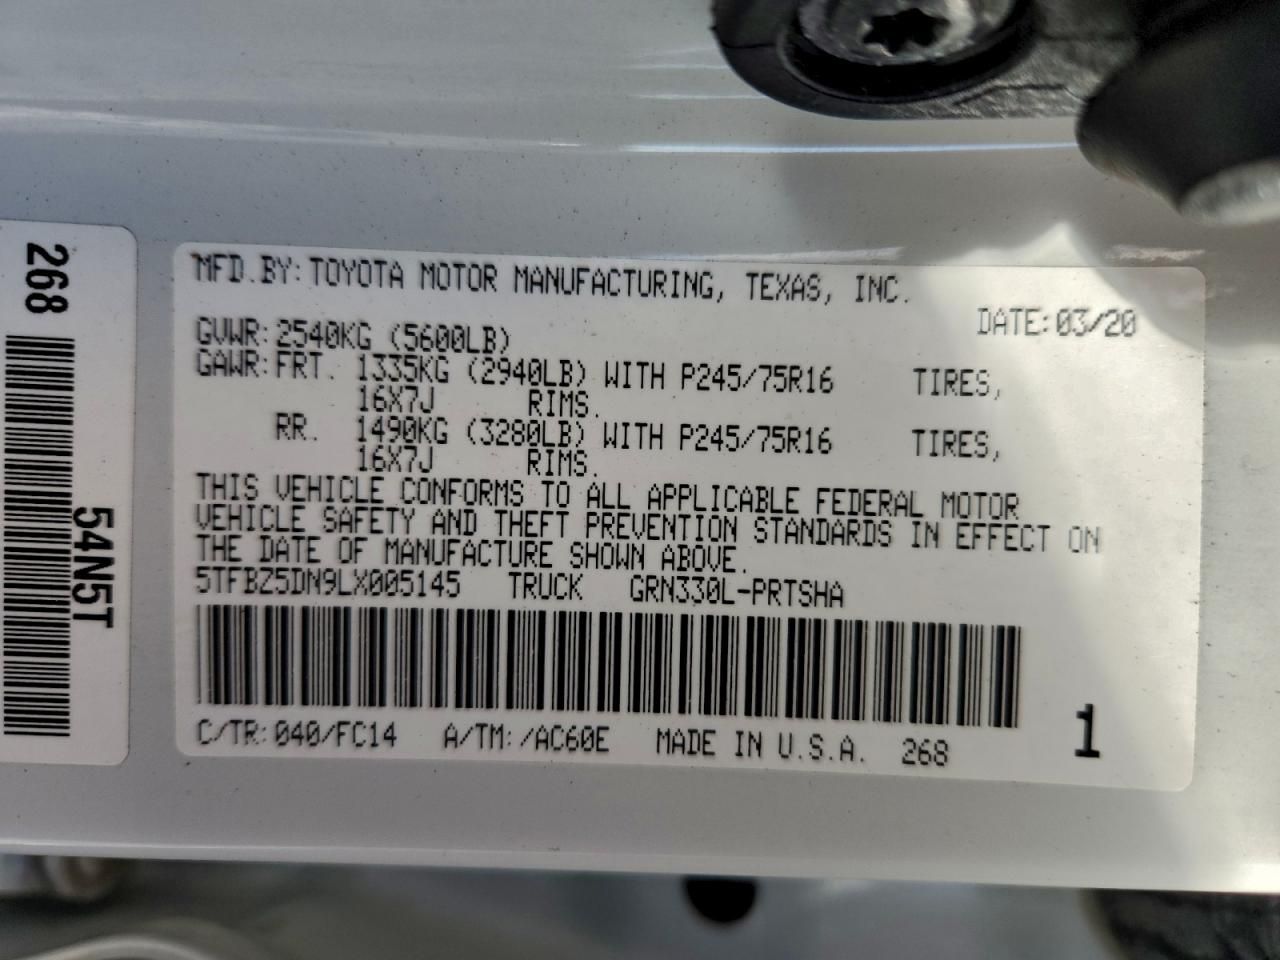 268
54N5T
MFD.BY:TOYOTA MOTOR MANUFACTURING, TEXAS, INC.
DATE:03/20
GVWR:2540KG (5600LB)
GAWR:FRT. 1335KG (2940LB) WITH P245/75R16 TIRES,
16X7J RIMS.
RR. 1490KG (3280LB) WITH P245/75R16 TIRES,
16X7J RIMS.
THIS VEHICLE CONFORMS TO ALL APPLICABLE FEDERAL MOTOR
VEHICLE SAFETY AND THEFT PREVENTION STANDARDS IN EFFECT ON
THE DATE OF MANUFACTURE SHOWN ABOVE.
5TFBZ5DN9LX005145 TRUCK GRN330L-PRTSHA
C/TR:040/FC14 A/TM:/AC60E MADE IN U.S.A. 268
1